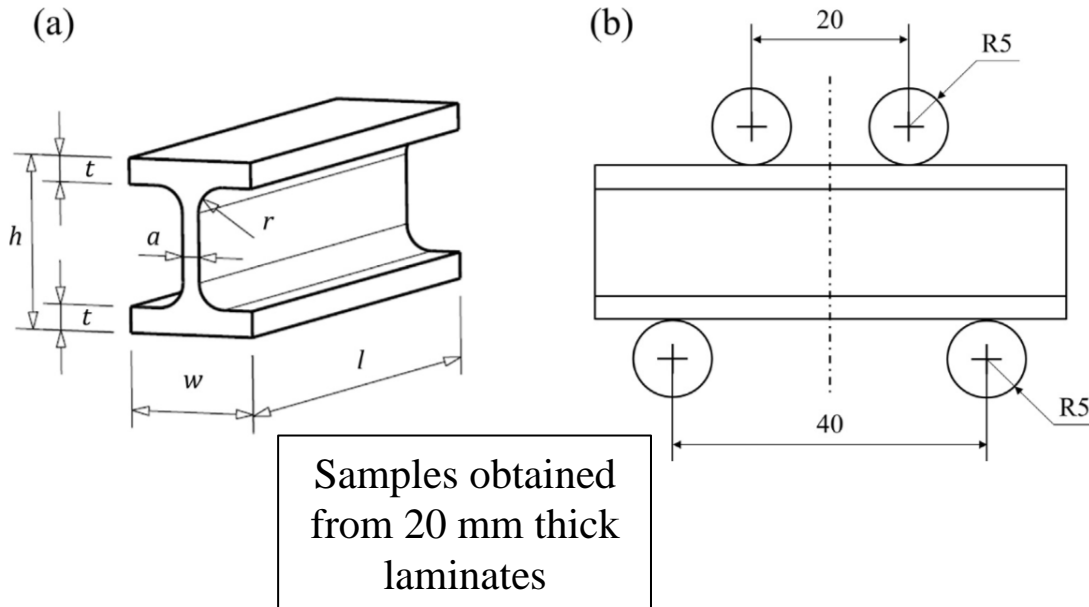 (a)
t
h
a
r
t
w
l
(b)
20
R5
40
R5
Samples obtained
from 20 mm thick
laminates